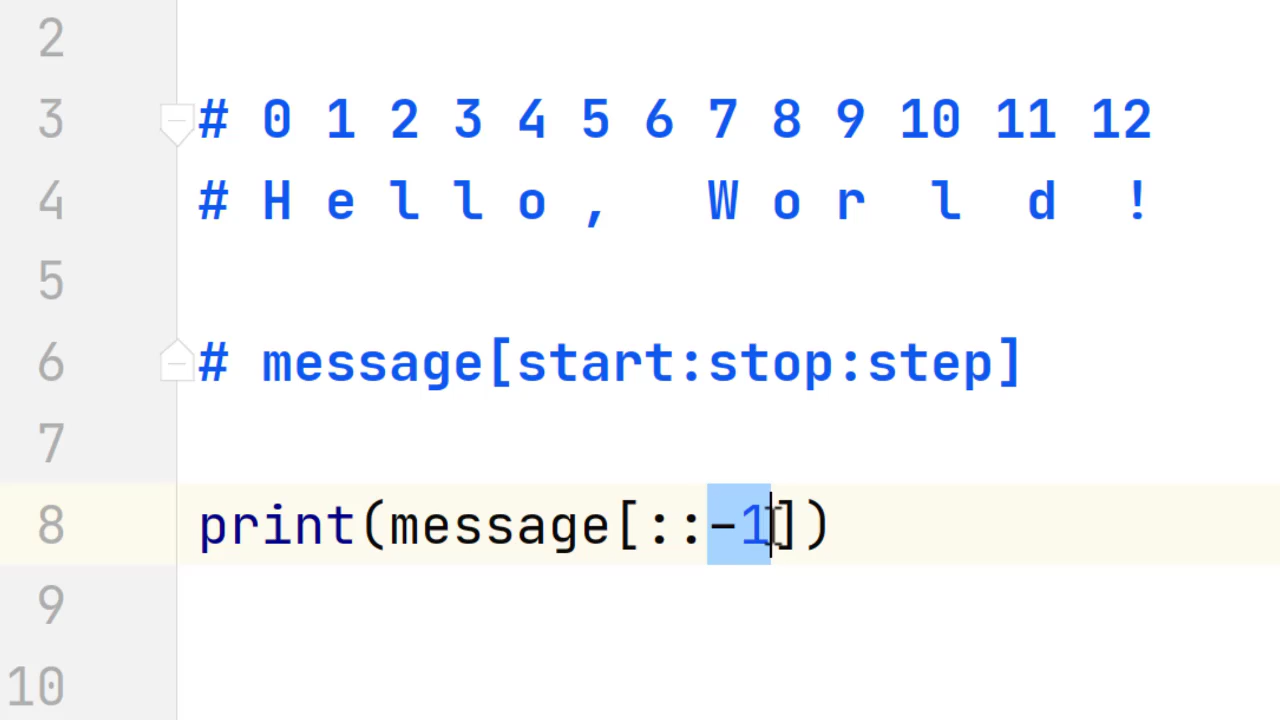 2
3 # 0 1 2 3 4 5 6 7 8 9 10 11 12
4 # H e l l o ,   W o r  l  d  !
5
6 # message[start:stop:step]
7
8 print(message[::-1])
9
10